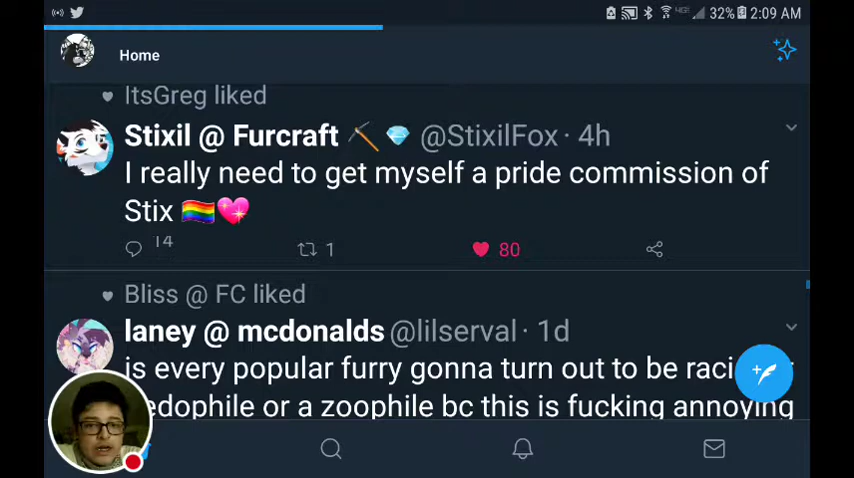 32% 2:09 AM
Home
ItsGreg liked
Stixil @ Furcraft ⛏️ 💎 @StixilFox · 4h
I really need to get myself a pride commission of
Stix 🏳️‍🌈💖
14 1 80
Bliss @ FC liked
laney @ mcdonalds @lilserval · 1d
is every popular furry gonna turn out to be
or a zoophile bc this is fucking annoying